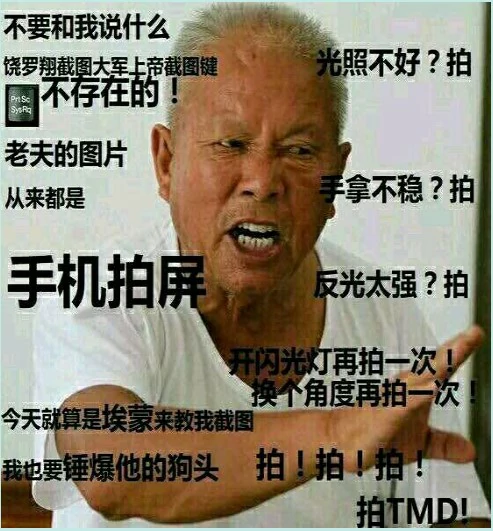 不要和我说什么
饶罗翔截图大军上帝截图键
PrtSc
SysRq
不存在的！
老夫的图片
从来都是
手机拍屏
光照不好？拍
手拿不稳？拍
反光太强？拍
开闪光灯再拍一次！
换个角度再拍一次！
今天就算是埃蒙来教我截图
我也要锤爆他的狗头
拍！拍！拍！
拍TMD!